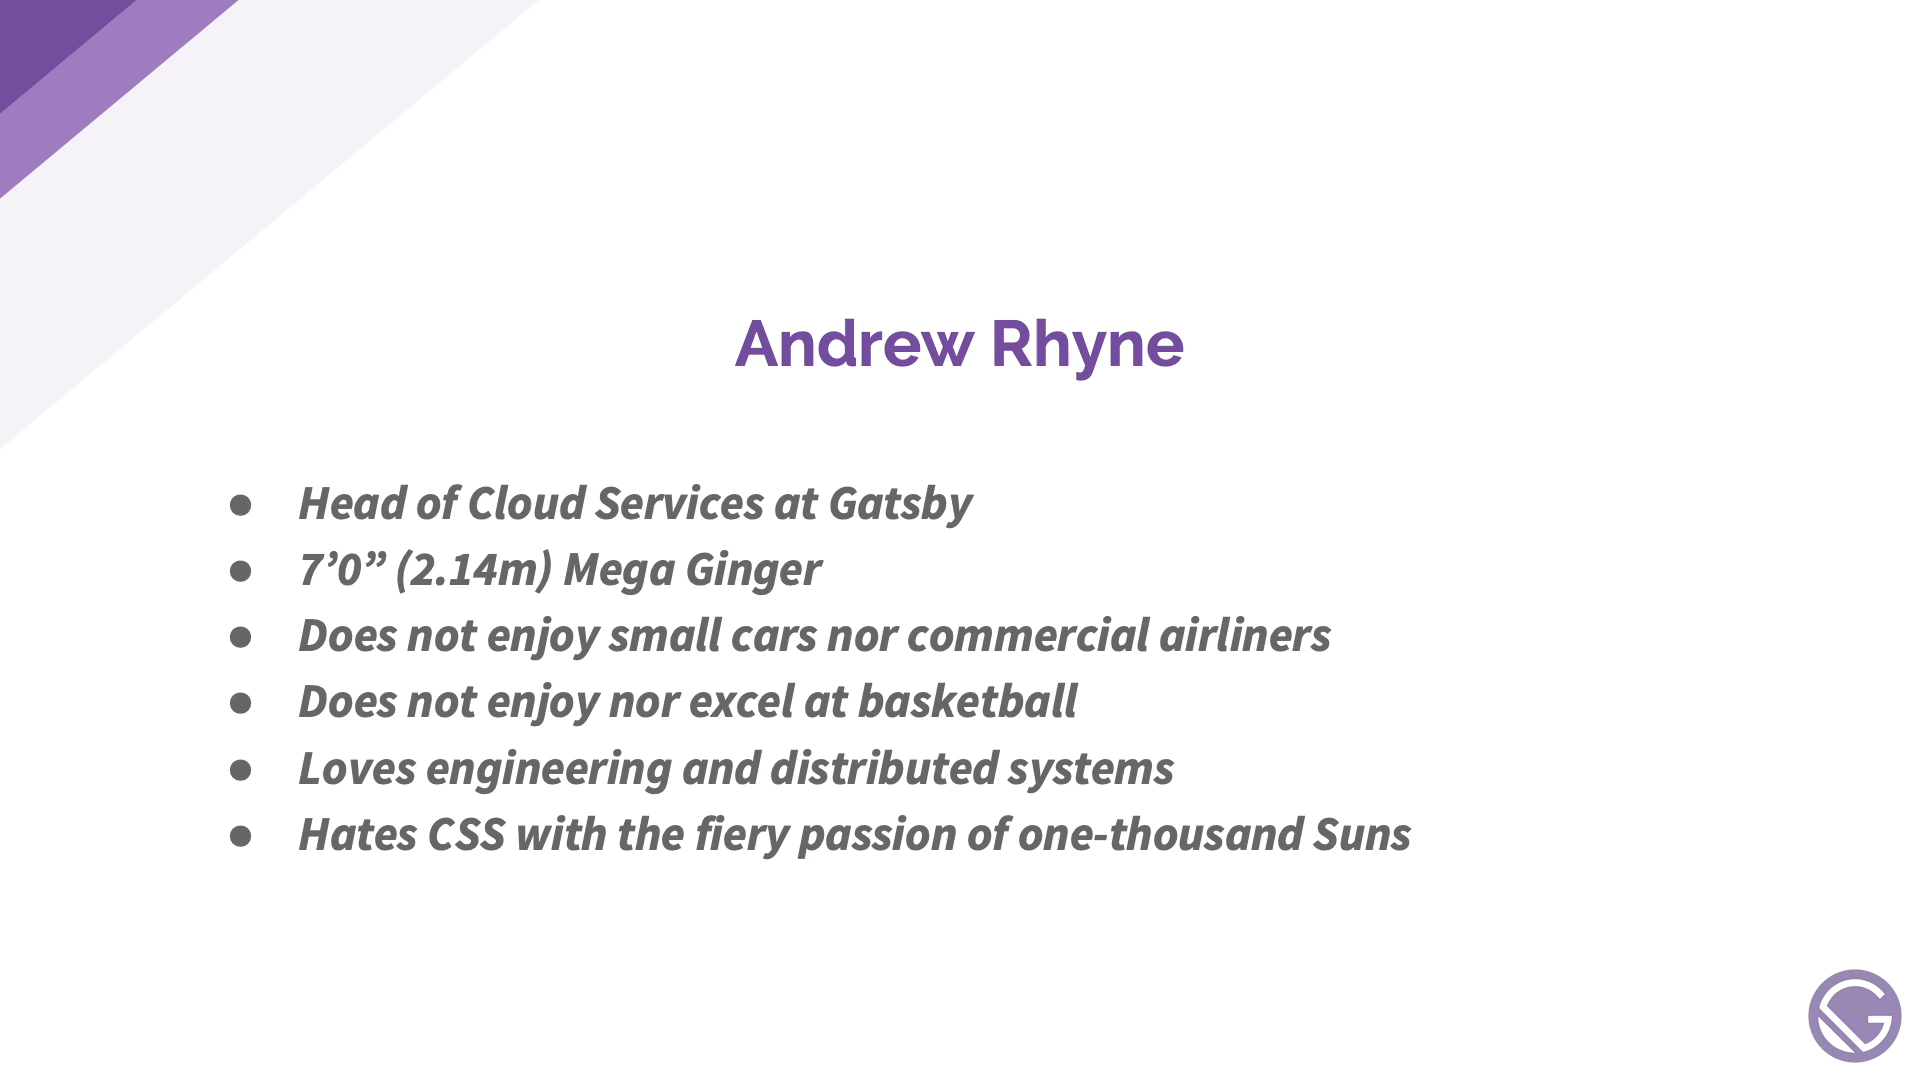 Andrew Rhyne
● Head of Cloud Services at Gatsby
● 7’0” (2.14m) Mega Ginger
● Does not enjoy small cars nor commercial airliners
● Does not enjoy nor excel at basketball
● Loves engineering and distributed systems
● Hates CSS with the fiery passion of one-thousand Suns